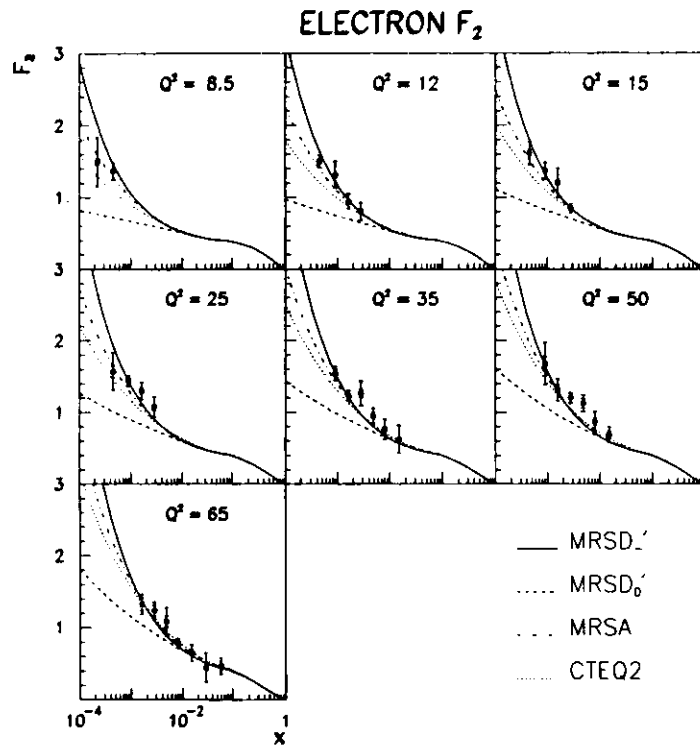 ELECTRON F₂
F₂
3
2
1
Q² = 8.5
Q² = 12
Q² = 15
3
2
1
Q² = 25
Q² = 35
Q² = 50
3
2
1
Q² = 65
MRSD₋′
MRSD₀′
MRSA
CTEQ2
10⁻⁴ 10⁻² 1
x